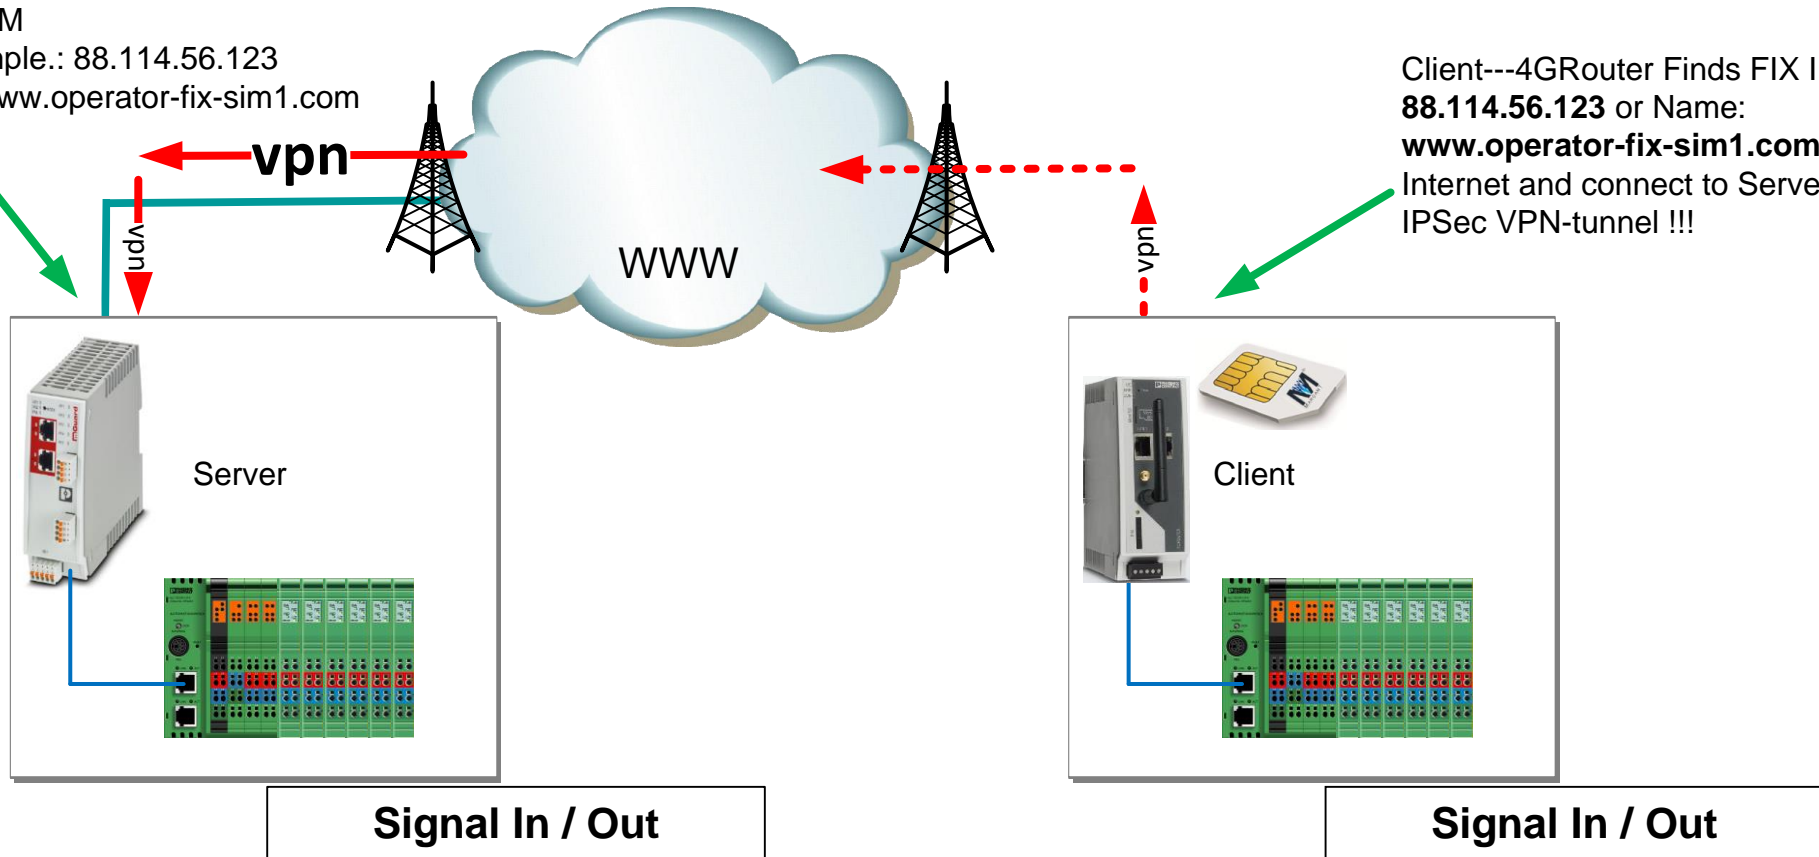 M
nple.: 88.114.56.123
ww.operator-fix-sim1.com
vpn
vpn
WWW
Client---4GRouter Finds FIX I
88.114.56.123 or Name:
www.operator-fix-sim1.com
Internet and connect to Serve
IPSec VPN-tunnel !!!
vpn
Server
Client
Signal In / Out
Signal In / Out